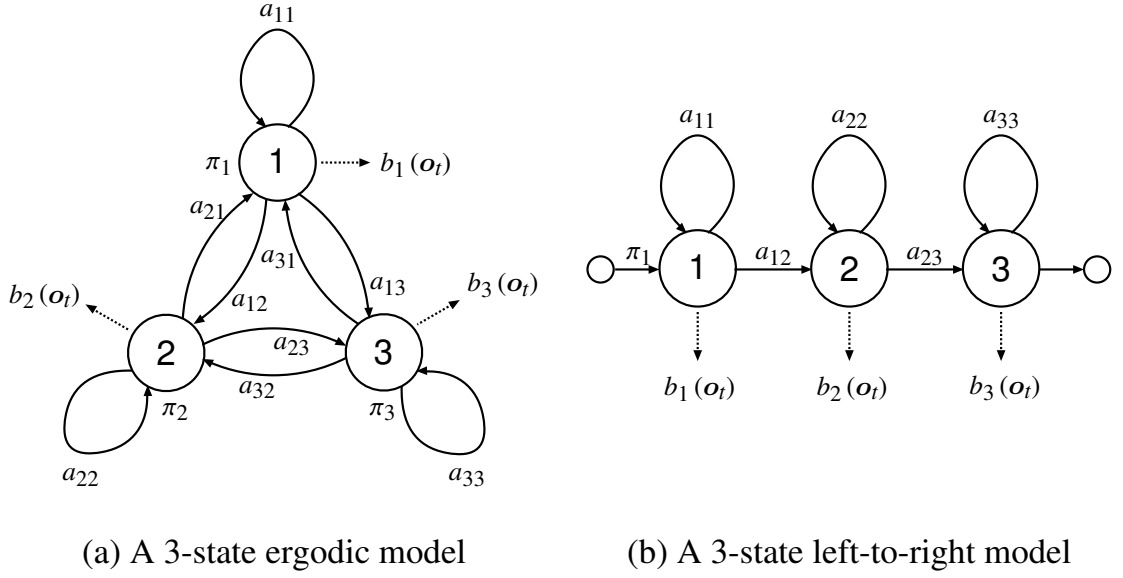 a₁₁
π₁ 1 b₁(oₜ)
a₂₁
a₃₁ a₁₃
b₂(oₜ) a₁₂ b₃(oₜ)
2 a₂₃ 3
a₃₂
π₂ π₃
a₂₂ a₃₃
(a) A 3-state ergodic model
a₁₁ a₂₂ a₃₃
π₁ 1 a₁₂ 2 a₂₃ 3
b₁(oₜ) b₂(oₜ) b₃(oₜ)
(b) A 3-state left-to-right model